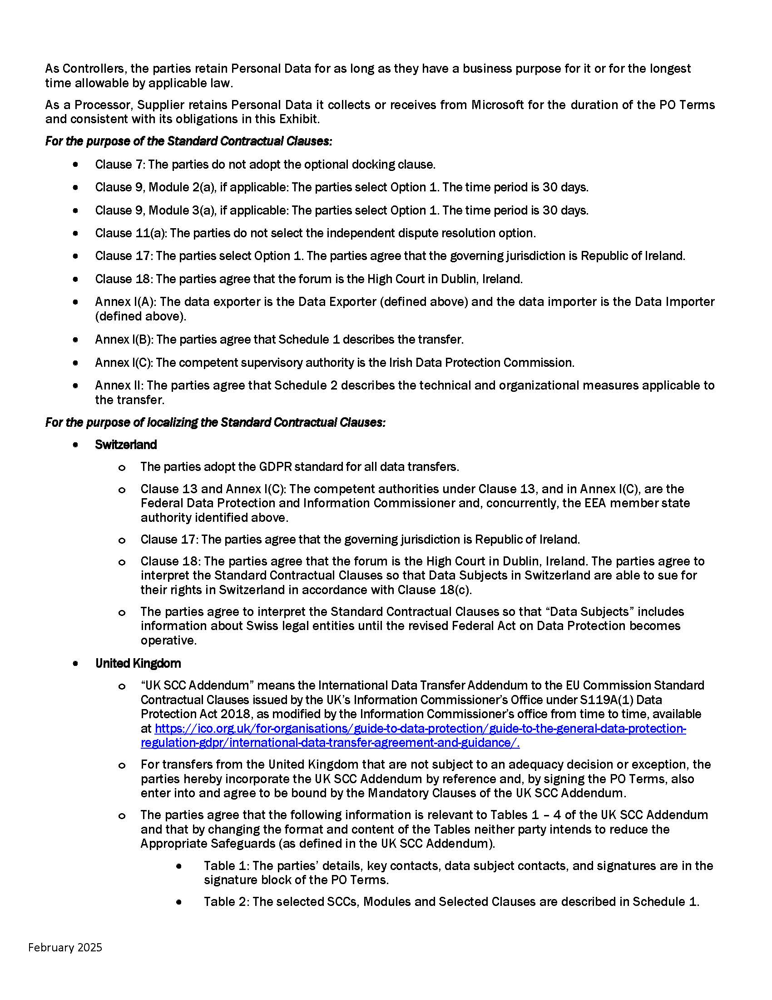 As Controllers, the parties retain Personal Data for as long as they have a business purpose for it or for the longest
time allowable by applicable law.
As a Processor, Supplier retains Personal Data it collects or receives from Microsoft for the duration of the PO Terms
and consistent with its obligations in this Exhibit.
For the purpose of the Standard Contractual Clauses:
• Clause 7: The parties do not adopt the optional docking clause.
• Clause 9, Module 2(a), if applicable: The parties select Option 1. The time period is 30 days.
• Clause 9, Module 3(a), if applicable: The parties select Option 1. The time period is 30 days.
• Clause 11(a): The parties do not select the independent dispute resolution option.
• Clause 17: The parties select Option 1. The parties agree that the governing jurisdiction is Republic of Ireland.
• Clause 18: The parties agree that the forum is the High Court in Dublin, Ireland.
• Annex I(A): The data exporter is the Data Exporter (defined above) and the data importer is the Data Importer
(defined above).
• Annex I(B): The parties agree that Schedule 1 describes the transfer.
• Annex I(C): The competent supervisory authority is the Irish Data Protection Commission.
• Annex II: The parties agree that Schedule 2 describes the technical and organizational measures applicable to
the transfer.
For the purpose of localizing the Standard Contractual Clauses:
• Switzerland
o The parties adopt the GDPR standard for all data transfers.
o Clause 13 and Annex I(C): The competent authorities under Clause 13, and in Annex I(C), are the
Federal Data Protection and Information Commissioner and, concurrently, the EEA member state
authority identified above.
o Clause 17: The parties agree that the governing jurisdiction is Republic of Ireland.
o Clause 18: The parties agree that the forum is the High Court in Dublin, Ireland. The parties agree to
interpret the Standard Contractual Clauses so that Data Subjects in Switzerland are able to sue for
their rights in Switzerland in accordance with Clause 18(c).
o The parties agree to interpret the Standard Contractual Clauses so that “Data Subjects” includes
information about Swiss legal entities until the revised Federal Act on Data Protection becomes
operative.
• United Kingdom
o “UK SCC Addendum” means the International Data Transfer Addendum to the EU Commission Standard
Contractual Clauses issued by the UK’s Information Commissioner’s Office under S119A(1) Data
Protection Act 2018, as modified by the Information Commissioner’s office from time to time, available
at https://ico.org.uk/for-organisations/guide-to-data-protection/guide-to-the-general-data-protection-
regulation-gdpr/international-data-transfer-agreement-and-guidance/.
o For transfers from the United Kingdom that are not subject to an adequacy decision or exception, the
parties hereby incorporate the UK SCC Addendum by reference and, by signing the PO Terms, also
enter into and agree to be bound by the Mandatory Clauses of the UK SCC Addendum.
o The parties agree that the following information is relevant to Tables 1 – 4 of the UK SCC Addendum
and that by changing the format and content of the Tables neither party intends to reduce the
Appropriate Safeguards (as defined in the UK SCC Addendum).
• Table 1: The parties’ details, key contacts, data subject contacts, and signatures are in the
signature block of the PO Terms.
• Table 2: The selected SCCs, Modules and Selected Clauses are described in Schedule 1.
February 2025